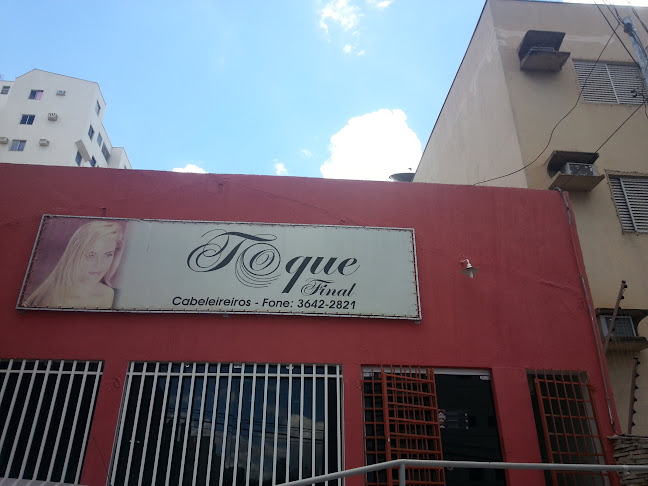 Toque
Final
Cabeleireiros - Fone: 3642-2821